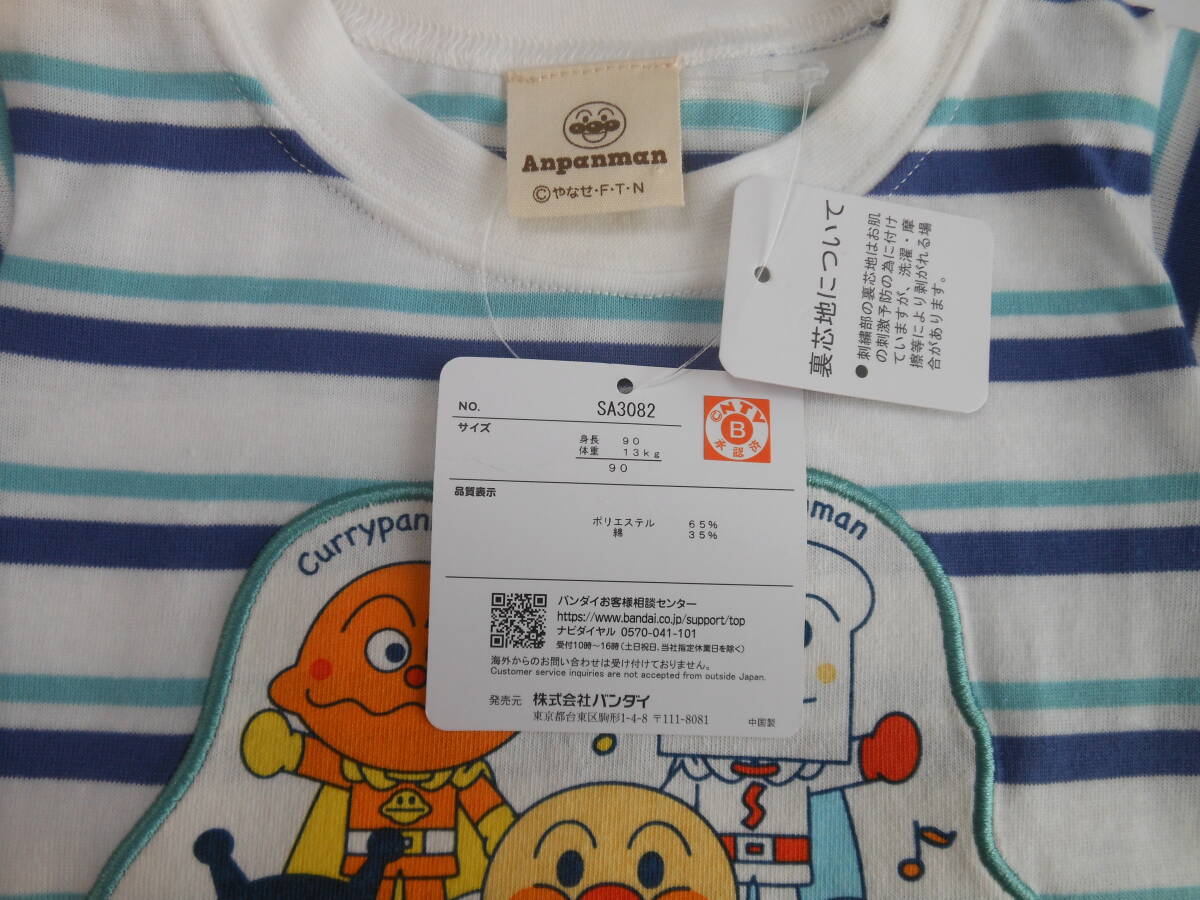 Anpanman
©やなせ・F・T・N
裏芯地について
●刺繍部の裏芯地はお肌
の刺激予防の為に付け
ていますが、洗濯・摩
擦等により剥がれる場
合があります。
NO. SA3082
サイズ
身長 90
体重 13kg
90
©NTV
B
承認済
品質表示
ポリエステル 65%
綿 35%
バンダイお客様相談センター
https://www.bandai.co.jp/support/top
ナビダイヤル 0570-041-101
受付10時～16時(土日祝日、当社指定休業日を除く)
海外からのお問い合わせは受け付けておりません。
Customer service inquiries are not accepted from outside Japan.
発売元 株式会社バンダイ
東京都台東区駒形1-4-8 〒111-8081 中国製
Currypan
man
S